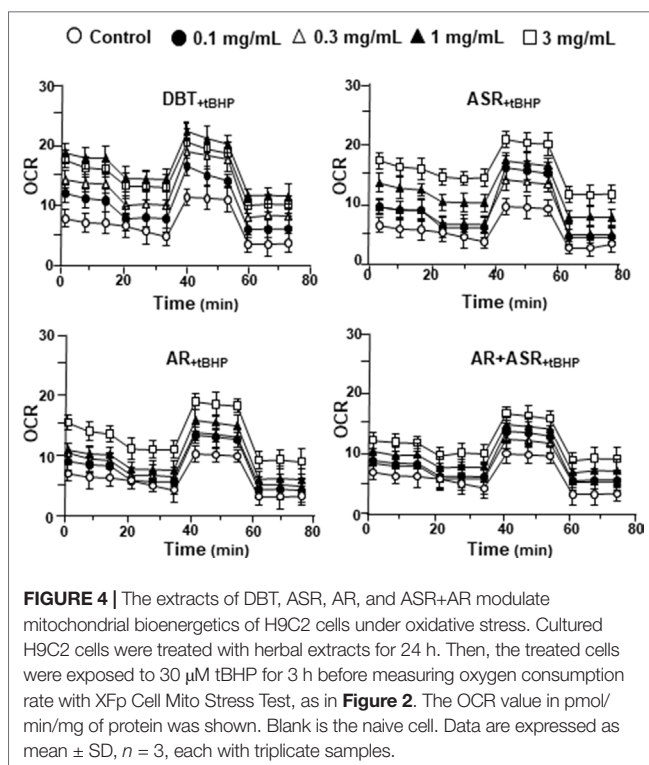 ○ Control ● 0.1 mg/mL △ 0.3 mg/mL ▲ 1 mg/mL □ 3 mg/mL
DBT+tBHP
30
20
10
0
OCR
0 20 40 60 80
Time (min)
ASR+tBHP
30
20
10
0
OCR
0 20 40 60 80
Time (min)
AR+tBHP
30
20
10
0
OCR
0 20 40 60 80
Time (min)
AR+ASR+tBHP
30
20
10
0
OCR
0 20 40 60 80
Time (min)
FIGURE 4 | The extracts of DBT, ASR, AR, and ASR+AR modulate
mitochondrial bioenergetics of H9C2 cells under oxidative stress. Cultured
H9C2 cells were treated with herbal extracts for 24 h. Then, the treated cells
were exposed to 30 μM tBHP for 3 h before measuring oxygen consumption
rate with XFp Cell Mito Stress Test, as in Figure 2. The OCR value in pmol/
min/mg of protein was shown. Blank is the naive cell. Data are expressed as
mean ± SD, n = 3, each with triplicate samples.